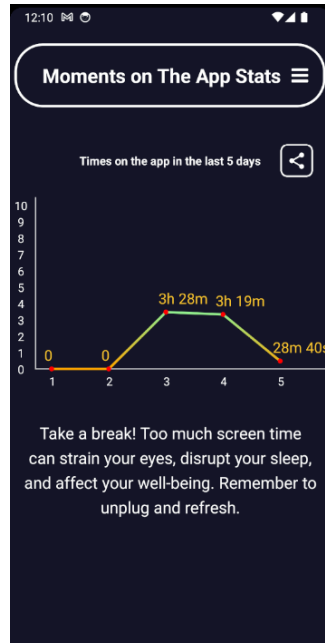 12:10
Moments on The App Stats
Times on the app in the last 5 days
10
9
8
7
6
5
4
3
2
1
0
0
0
3h 28m
3h 19m
28m 40s
1
2
3
4
5
Take a break! Too much screen time
can strain your eyes, disrupt your sleep,
and affect your well-being. Remember to
unplug and refresh.